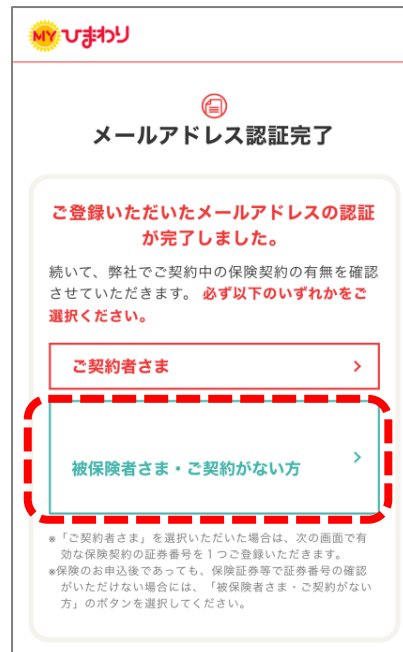 MYひまわり
メールアドレス認証完了
ご登録いただいたメールアドレスの認証
が完了しました。
続いて、弊社でご契約中の保険契約の有無を確認
させていただきます。 必ず以下のいずれかをご
選択ください。
ご契約者さま
被保険者さま・ご契約がない方
※「ご契約者さま」を選択いただいた場合は、次の画面で有
効な保険契約の証券番号を１つご登録いただきます。
※保険のお申込後であっても、保険証券等で証券番号の確認
がいただけない場合には、「被保険者さま・ご契約がない
方」のボタンを選択してください。